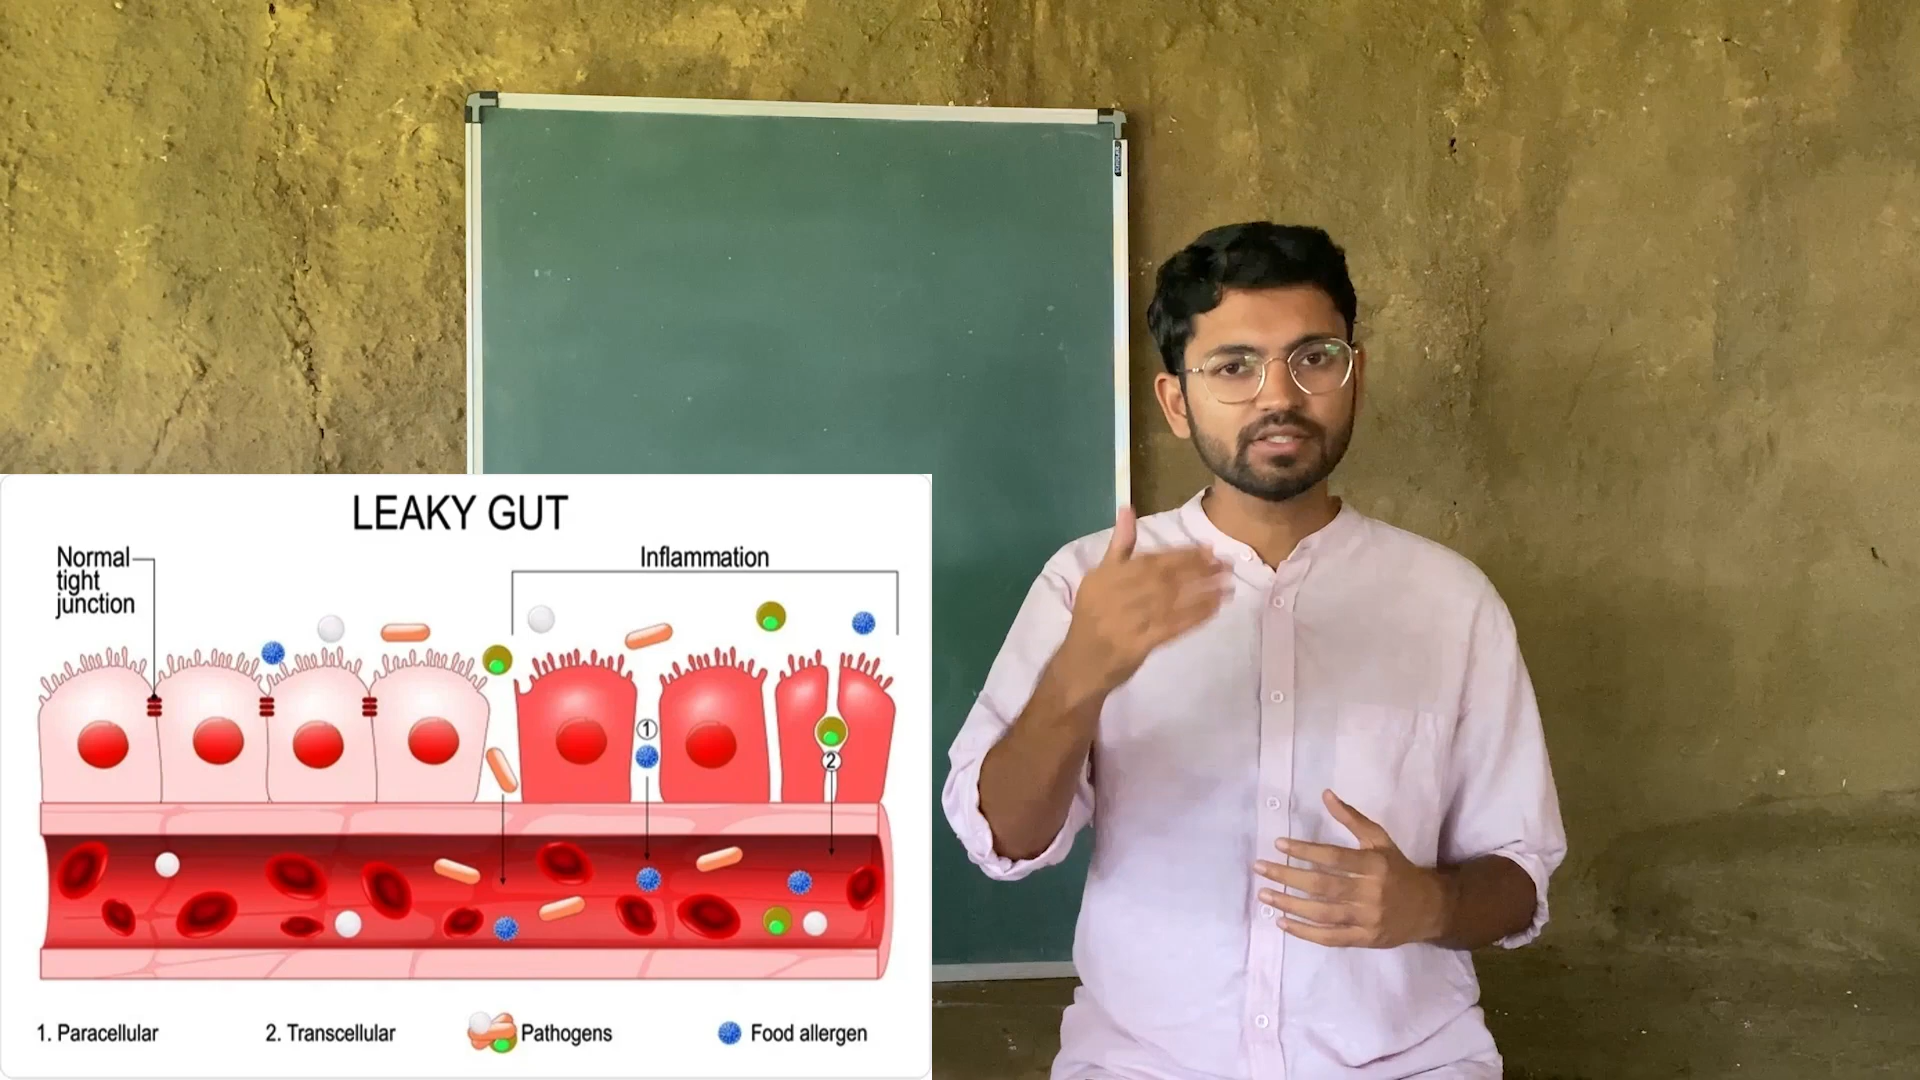 LEAKY GUT
Normal
tight
junction
Inflammation
1
2
1. Paracellular
2. Transcellular
Pathogens
Food allergen